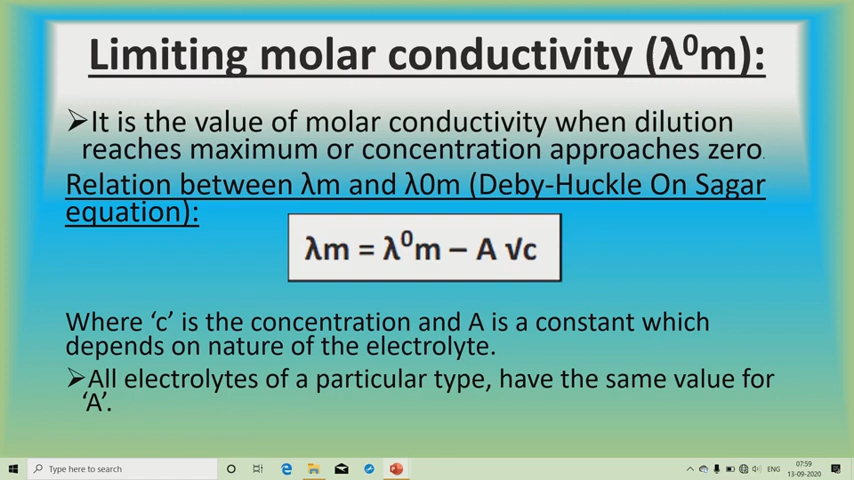 Limiting molar conductivity (λ⁰m):
➢It is the value of molar conductivity when dilution
reaches maximum or concentration approaches zero.
Relation between λm and λ0m (Deby-Huckle On Sagar
equation):
λm = λ⁰m – A √c
Where ‘c’ is the concentration and A is a constant which
depends on nature of the electrolyte.
➢All electrolytes of a particular type, have the same value for
‘A’.
Type here to search
ENG
07:59
13-09-2020